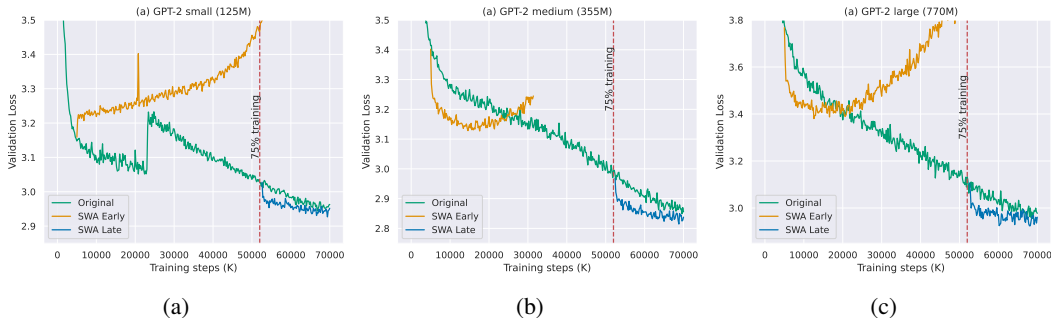 (a) GPT-2 small (125M)
3.5
3.4
3.3
3.2
3.1
3.0
2.9
Validation Loss
75% training
Original
SWA Early
SWA Late
0 10000 20000 30000 40000 50000 60000 70000
Training steps (K)
(a)
(a) GPT-2 medium (355M)
3.5
3.4
3.3
3.2
3.1
3.0
2.9
2.8
Validation Loss
75% training
Original
SWA Early
SWA Late
0 10000 20000 30000 40000 50000 60000 70000
Training steps (K)
(b)
(a) GPT-2 large (770M)
3.8
3.6
3.4
3.2
3.0
Validation Loss
75% training
Original
SWA Early
SWA Late
0 10000 20000 30000 40000 50000 60000 70000
Training steps (K)
(c)